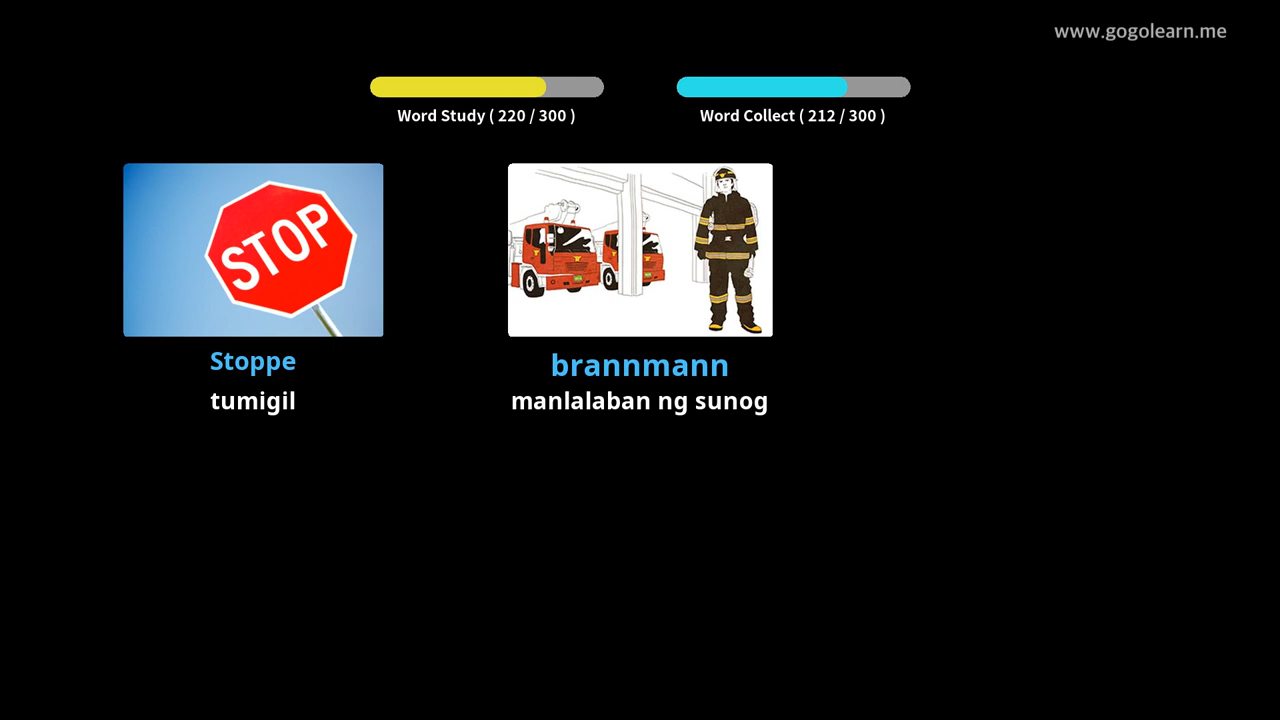 www.gogolearn.me
Word Study ( 220 / 300 )
Word Collect ( 212 / 300 )
STOP
Stoppe
brannmann
tumigil
manlalaban ng sunog